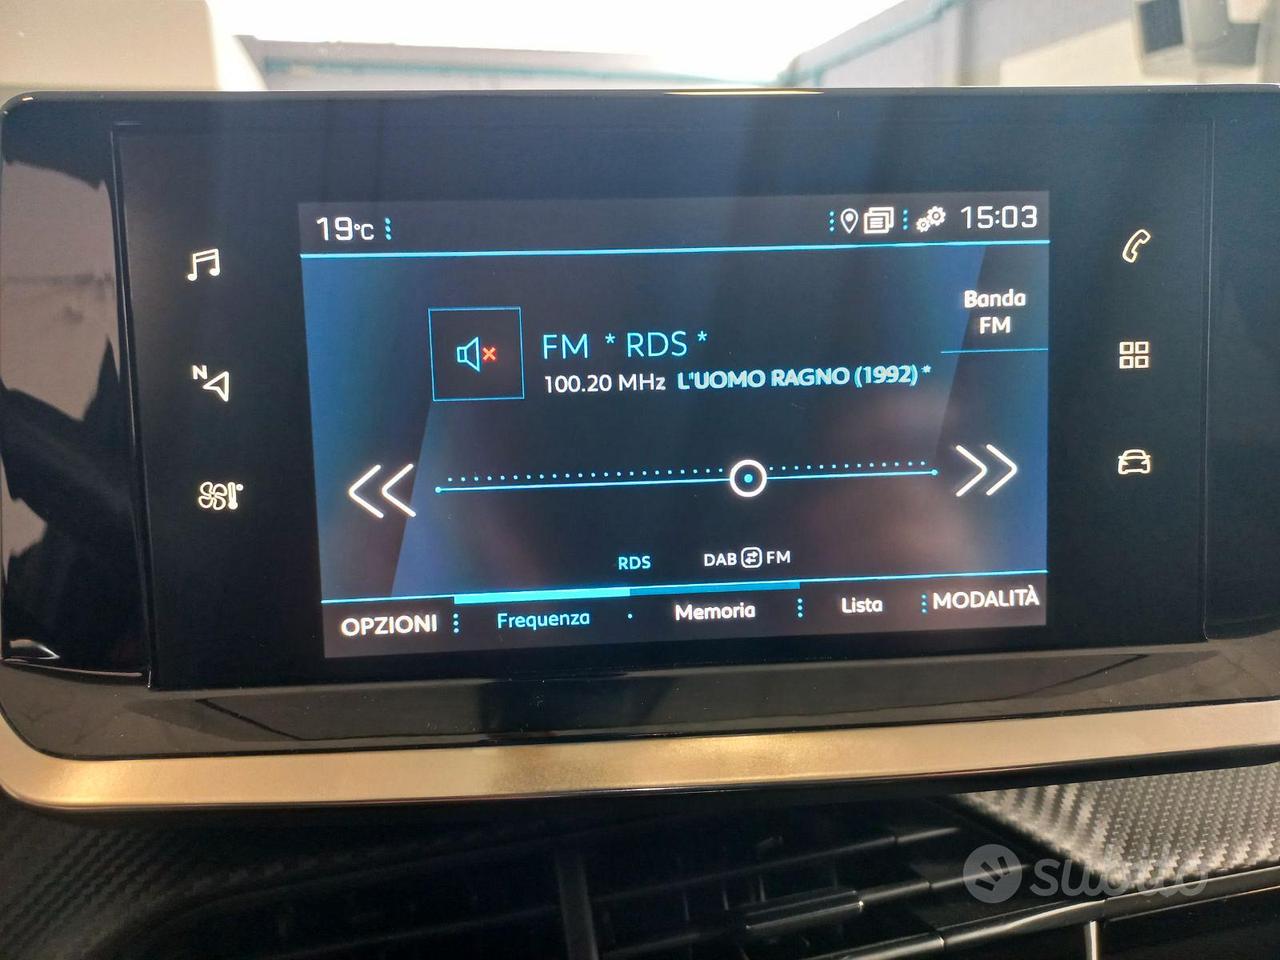 19°C
15:03
Banda
FM
FM * RDS *
100.20 MHz L'UOMO RAGNO (1992) *
N
RDS
DAB FM
OPZIONI
Frequenza
Memoria
Lista
MODALITÀ
subito